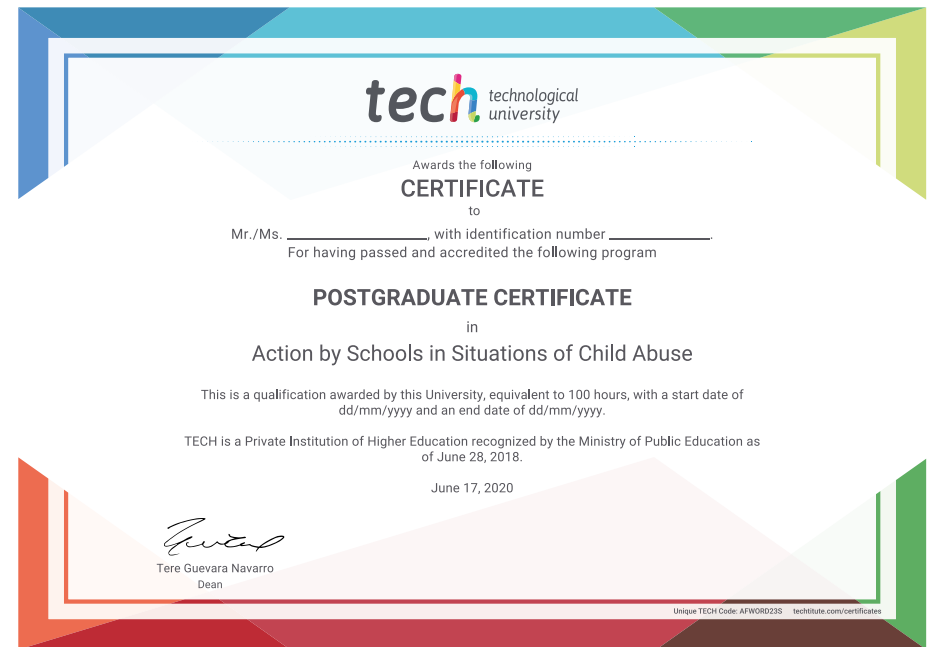 tech technological
university
Awards the following
CERTIFICATE
to
Mr./Ms. ____________________, with identification number ______________.
For having passed and accredited the following program
POSTGRADUATE CERTIFICATE
in
Action by Schools in Situations of Child Abuse
This is a qualification awarded by this University, equivalent to 100 hours, with a start date of
dd/mm/yyyy and an end date of dd/mm/yyyy.
TECH is a Private Institution of Higher Education recognized by the Ministry of Public Education as
of June 28, 2018.
June 17, 2020
Tere Guevara Navarro
Dean
Unique TECH Code: AFWORD23S techtitute.com/certificates